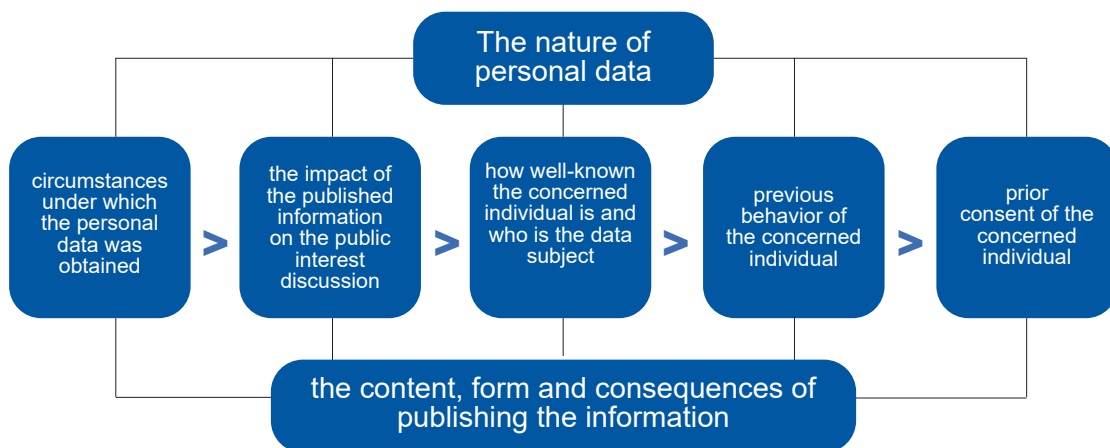 The nature of
personal data
circumstances
under which
the personal
data was
obtained
>
the impact of
the published
information
on the public
interest
discussion
>
how well-known
the concerned
individual is and
who is the data
subject
>
previous
behavior of
the concerned
individual
>
prior
consent of the
concerned
individual
the content, form and consequences of
publishing the information